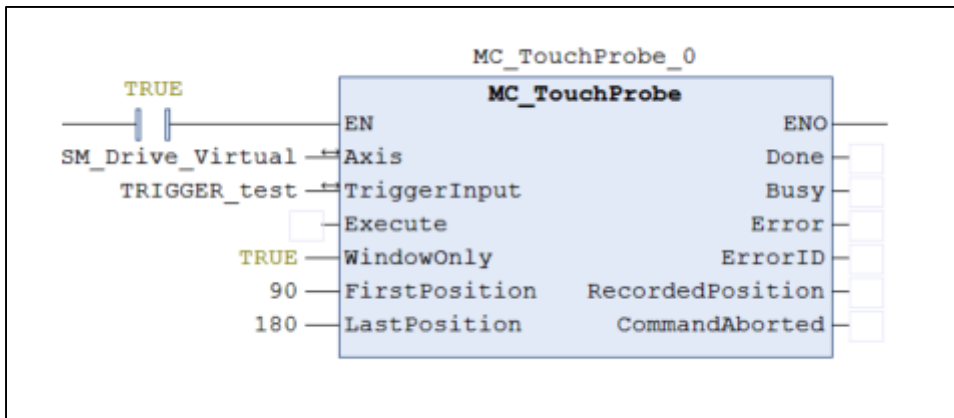 MC_TouchProbe_0
TRUE
MC_TouchProbe
EN ENO
SM_Drive_Virtual Axis Done
TRIGGER_test TriggerInput Busy
Execute Error
TRUE WindowOnly ErrorID
90 FirstPosition RecordedPosition
180 LastPosition CommandAborted